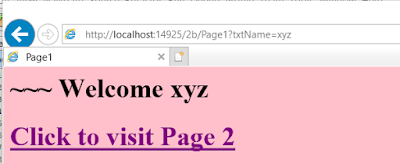 http://localhost:14925/2b/Page1?txtName=xyz
Page1
~~~ Welcome xyz
Click to visit Page 2